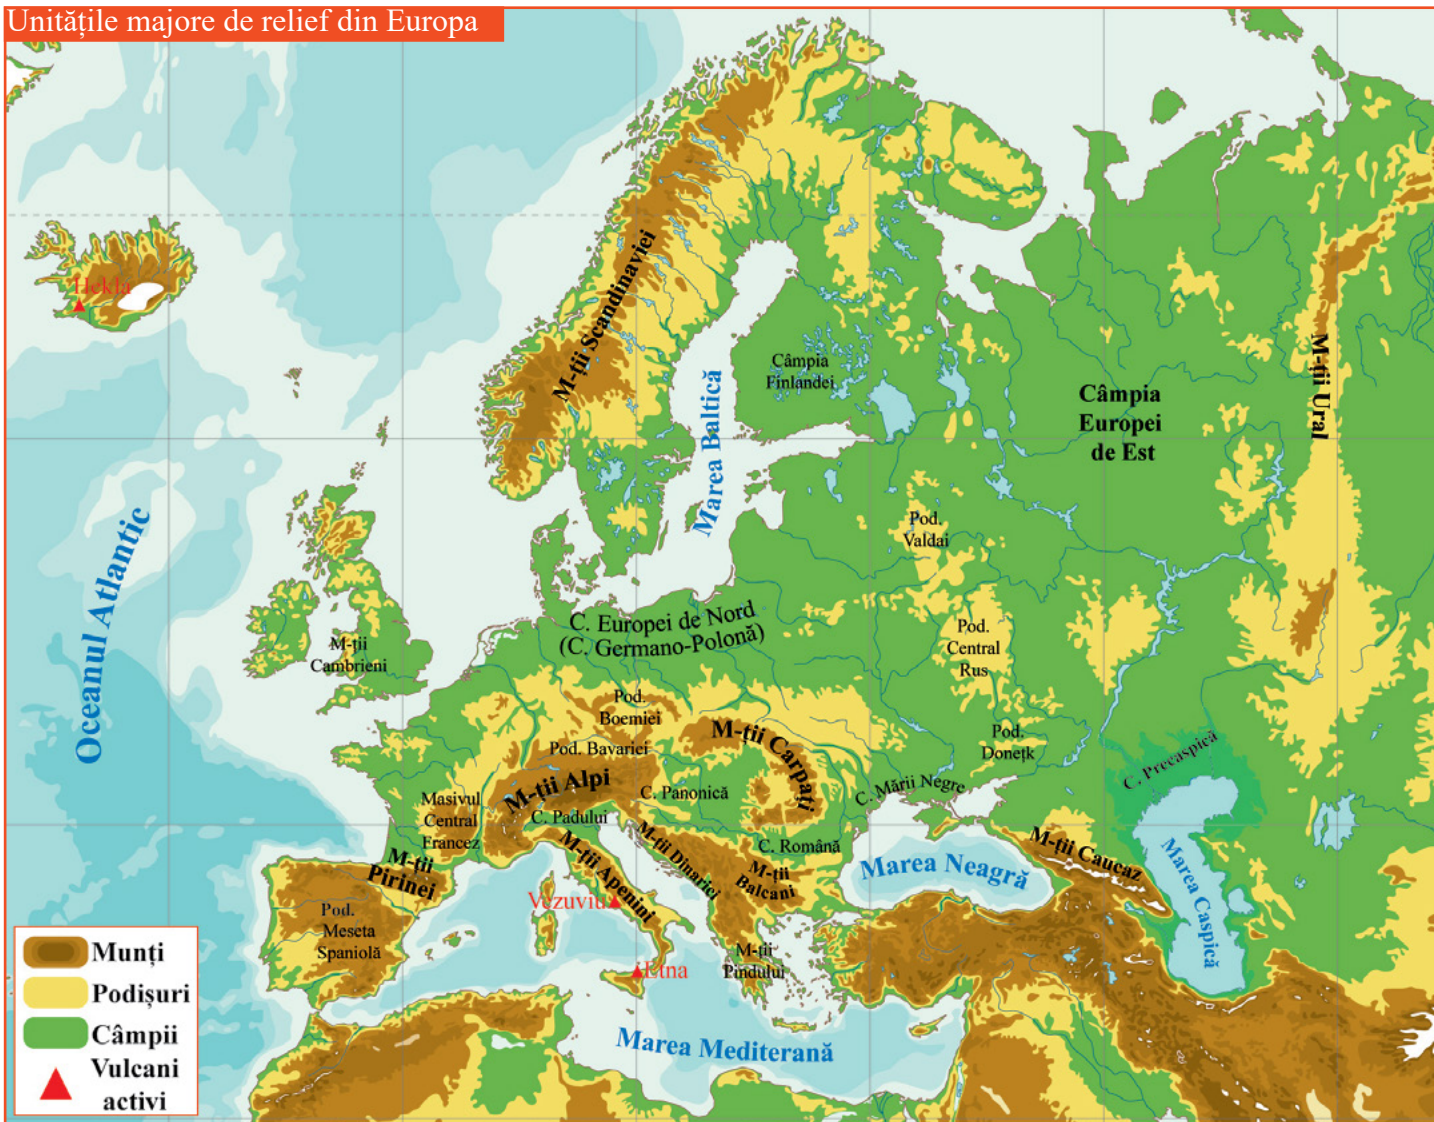 Unitățile majore de relief din Europa
Hekla
M-ții Scandinaviei
Câmpia
Finlandei
Marea Baltică
Câmpia
Europei
de Est
M-ții Ural
Oceanul Atlantic
Pod.
Valdai
M-ții
Cambrieni
C. Europei de Nord
(C. Germano-Polonă)
Pod.
Central
Rus
Pod.
Boemiei
Pod. Bavariei
M-ții Carpați
Pod.
Donețk
C. Precaspică
M-ții Alpi
Masivul
Central
Francez
C. Padului
C. Panonică
C. Mării Negre
C. Română
M-ții
Pirinei
M-ții Apenini
M-ții Dinarici
M-ții
Balcani
Marea Neagră
M-ții Caucaz
Marea Caspică
Vezuviu
Pod.
Meseta
Spaniolă
M-ții
Pindului
Etna
Marea Mediterană
Munți
Podișuri
Câmpii
Vulcani
activi